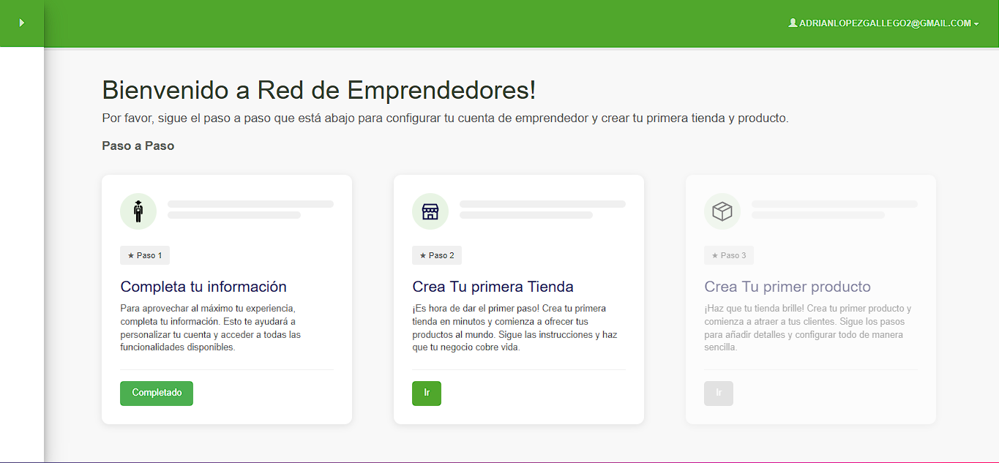 ADRIANLOPEZGALLEGO2@GMAIL.COM
Bienvenido a Red de Emprendedores!
Por favor, sigue el paso a paso que está abajo para configurar tu cuenta de emprendedor y crear tu primera tienda y producto.
Paso a Paso
★ Paso 1
Completa tu información
Para aprovechar al máximo tu experiencia,
completa tu información. Esto te ayudará a
personalizar tu cuenta y acceder a todas las
funcionalidades disponibles.
Completado
★ Paso 2
Crea Tu primera Tienda
¡Es hora de dar el primer paso! Crea tu primera
tienda en minutos y comienza a ofrecer tus
productos al mundo. Sigue las instrucciones y haz
que tu negocio cobre vida.
Ir
★ Paso 3
Crea Tu primer producto
¡Haz que tu tienda brille! Crea tu primer producto y
comienza a atraer a tus clientes. Sigue los pasos
para añadir detalles y configurar todo de manera
sencilla.
Ir